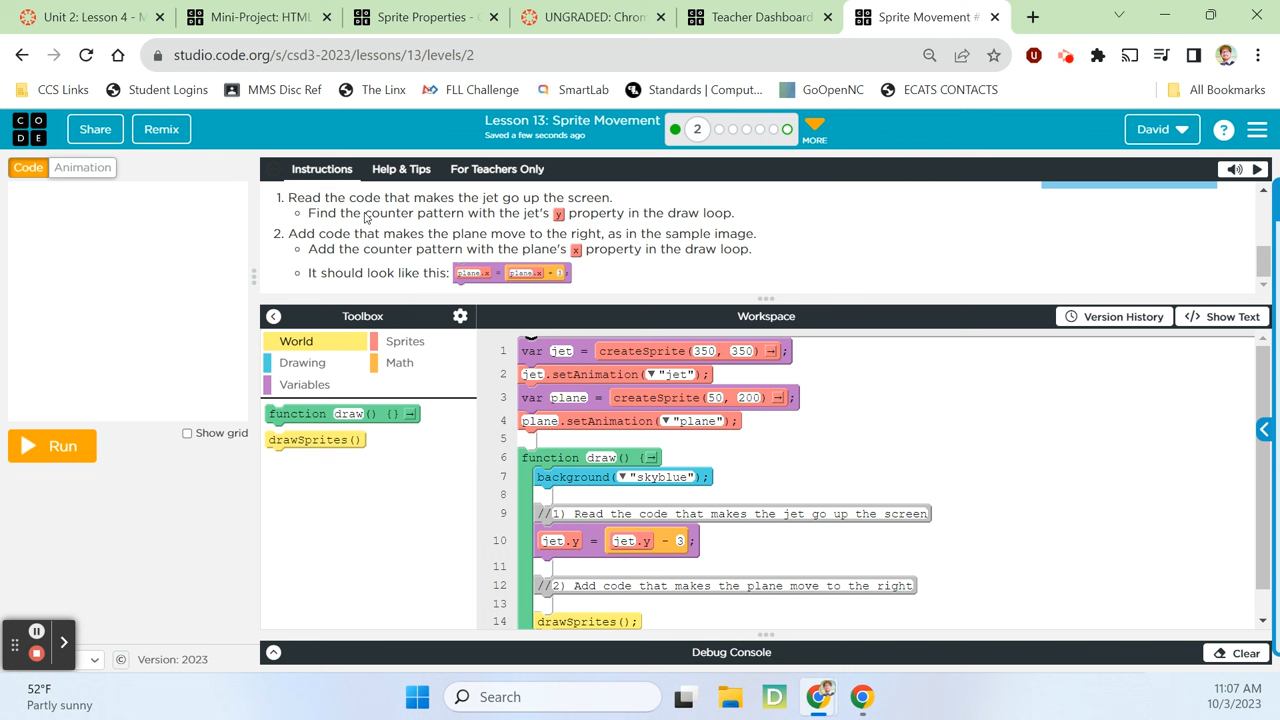 Unit 2: Lesson 4 - M
Mini-Project: HTML
Sprite Properties -
UNGRADED: Chrom
Teacher Dashboard
Sprite Movement #
studio.code.org/s/csd3-2023/lessons/13/levels/2
CCS Links
Student Logins
MMS Disc Ref
The Linx
FLL Challenge
SmartLab
Standards | Comput...
GoOpenNC
ECATS CONTACTS
All Bookmarks
CODE
Share
Remix
Lesson 13: Sprite Movement
Saved a few seconds ago
2
MORE
David
?
Code
Animation
Instructions
Help & Tips
For Teachers Only
1. Read the code that makes the jet go up the screen.
Find the counter pattern with the jet's y property in the draw loop.
2. Add code that makes the plane move to the right, as in the sample image.
Add the counter pattern with the plane's x property in the draw loop.
It should look like this: plane.x = plane.x
Toolbox
Workspace
Version History
</> Show Text
World
Sprites
Drawing
Math
Variables
function draw() {}
drawSprites()
Run
Show grid
1 var jet = createSprite(350, 350);
2 jet.setAnimation("jet");
3 var plane = createSprite(50, 200);
4 plane.setAnimation("plane");
5
6 function draw() {
7 background("skyblue");
8
9 //1) Read the code that makes the jet go up the screen
10 jet.y = jet.y - 3;
11
12 //2) Add code that makes the plane move to the right
13
14 drawSprites();
Debug Console
Clear
© Version: 2023
52°F
Partly sunny
Search
11:07 AM
10/3/2023